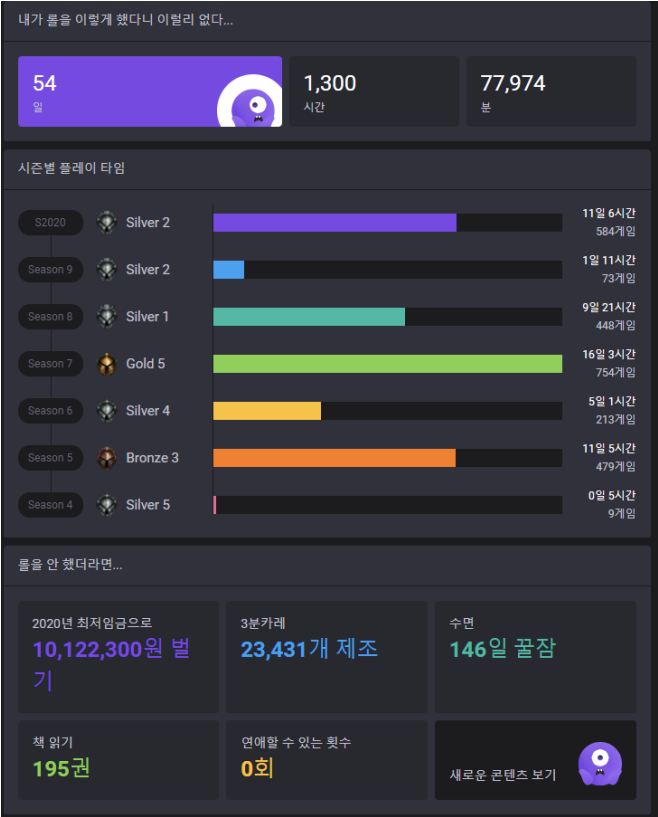 내가 롤을 이렇게 했다니 이럴리 없다...
54
일
1,300
시간
77,974
분
시즌별 플레이 타임
S2020 Silver 2 11일 6시간
584게임
Season 9 Silver 2 1일 11시간
73게임
Season 8 Silver 1 9일 21시간
448게임
Season 7 Gold 5 16일 3시간
754게임
Season 6 Silver 4 5일 1시간
213게임
Season 5 Bronze 3 11일 5시간
479게임
Season 4 Silver 5 0일 5시간
9게임
롤을 안 했더라면...
2020년 최저임금으로
10,122,300원 벌
기
3분카레
23,431개 제조
수면
146일 꿀잠
책 읽기
195권
연애할 수 있는 횟수
0회
새로운 콘텐츠 보기